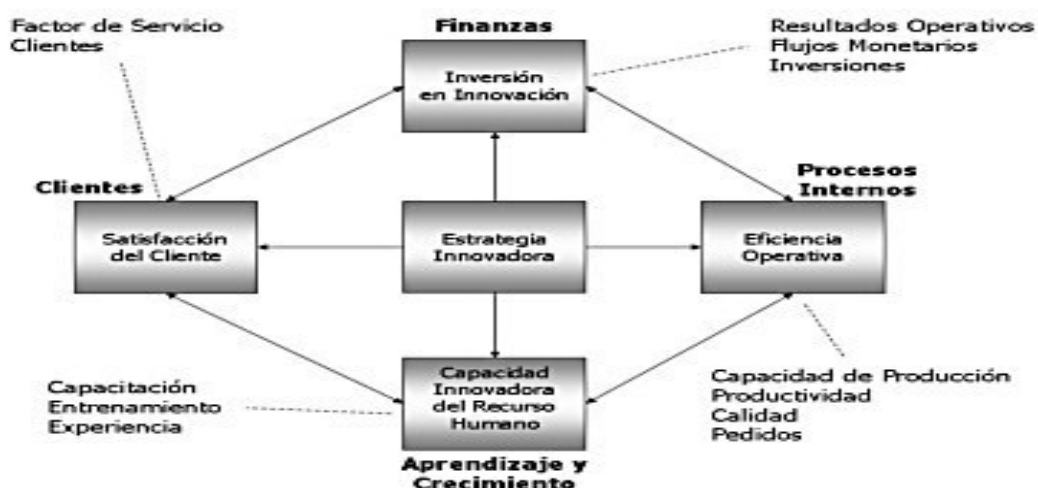 Factor de Servicio
Clientes
Finanzas
Inversión
en Innovación
Resultados Operativos
Flujos Monetarios
Inversiones
Clientes
Satisfacción
del Cliente
Estrategia
Innovadora
Procesos
Internos
Eficiencia
Operativa
Capacitación
Entrenamiento
Experiencia
Capacidad
Innovadora
del Recurso
Humano
Aprendizaje y
Crecimiento
Capacidad de Producción
Productividad
Calidad
Pedidos